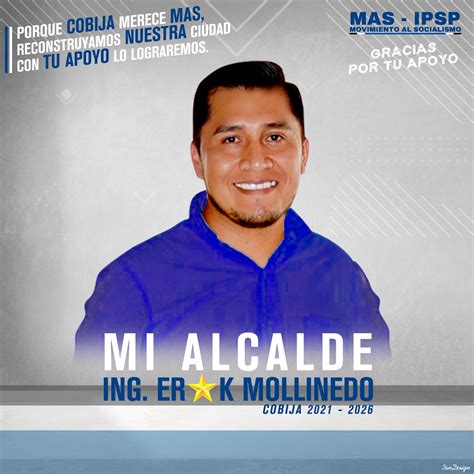 PORQUE COBIJA MERECE MAS,
RECONSTRUYAMOS NUESTRA CIUDAD
CON TU APOYO LO LOGRAREMOS.
MAS - IPSP
MOVIMIENTO AL SOCIALISMO
GRACIAS
POR TU APOYO
MI ALCALDE
ING. ER★K MOLLINEDO
COBIJA 2021 - 2026